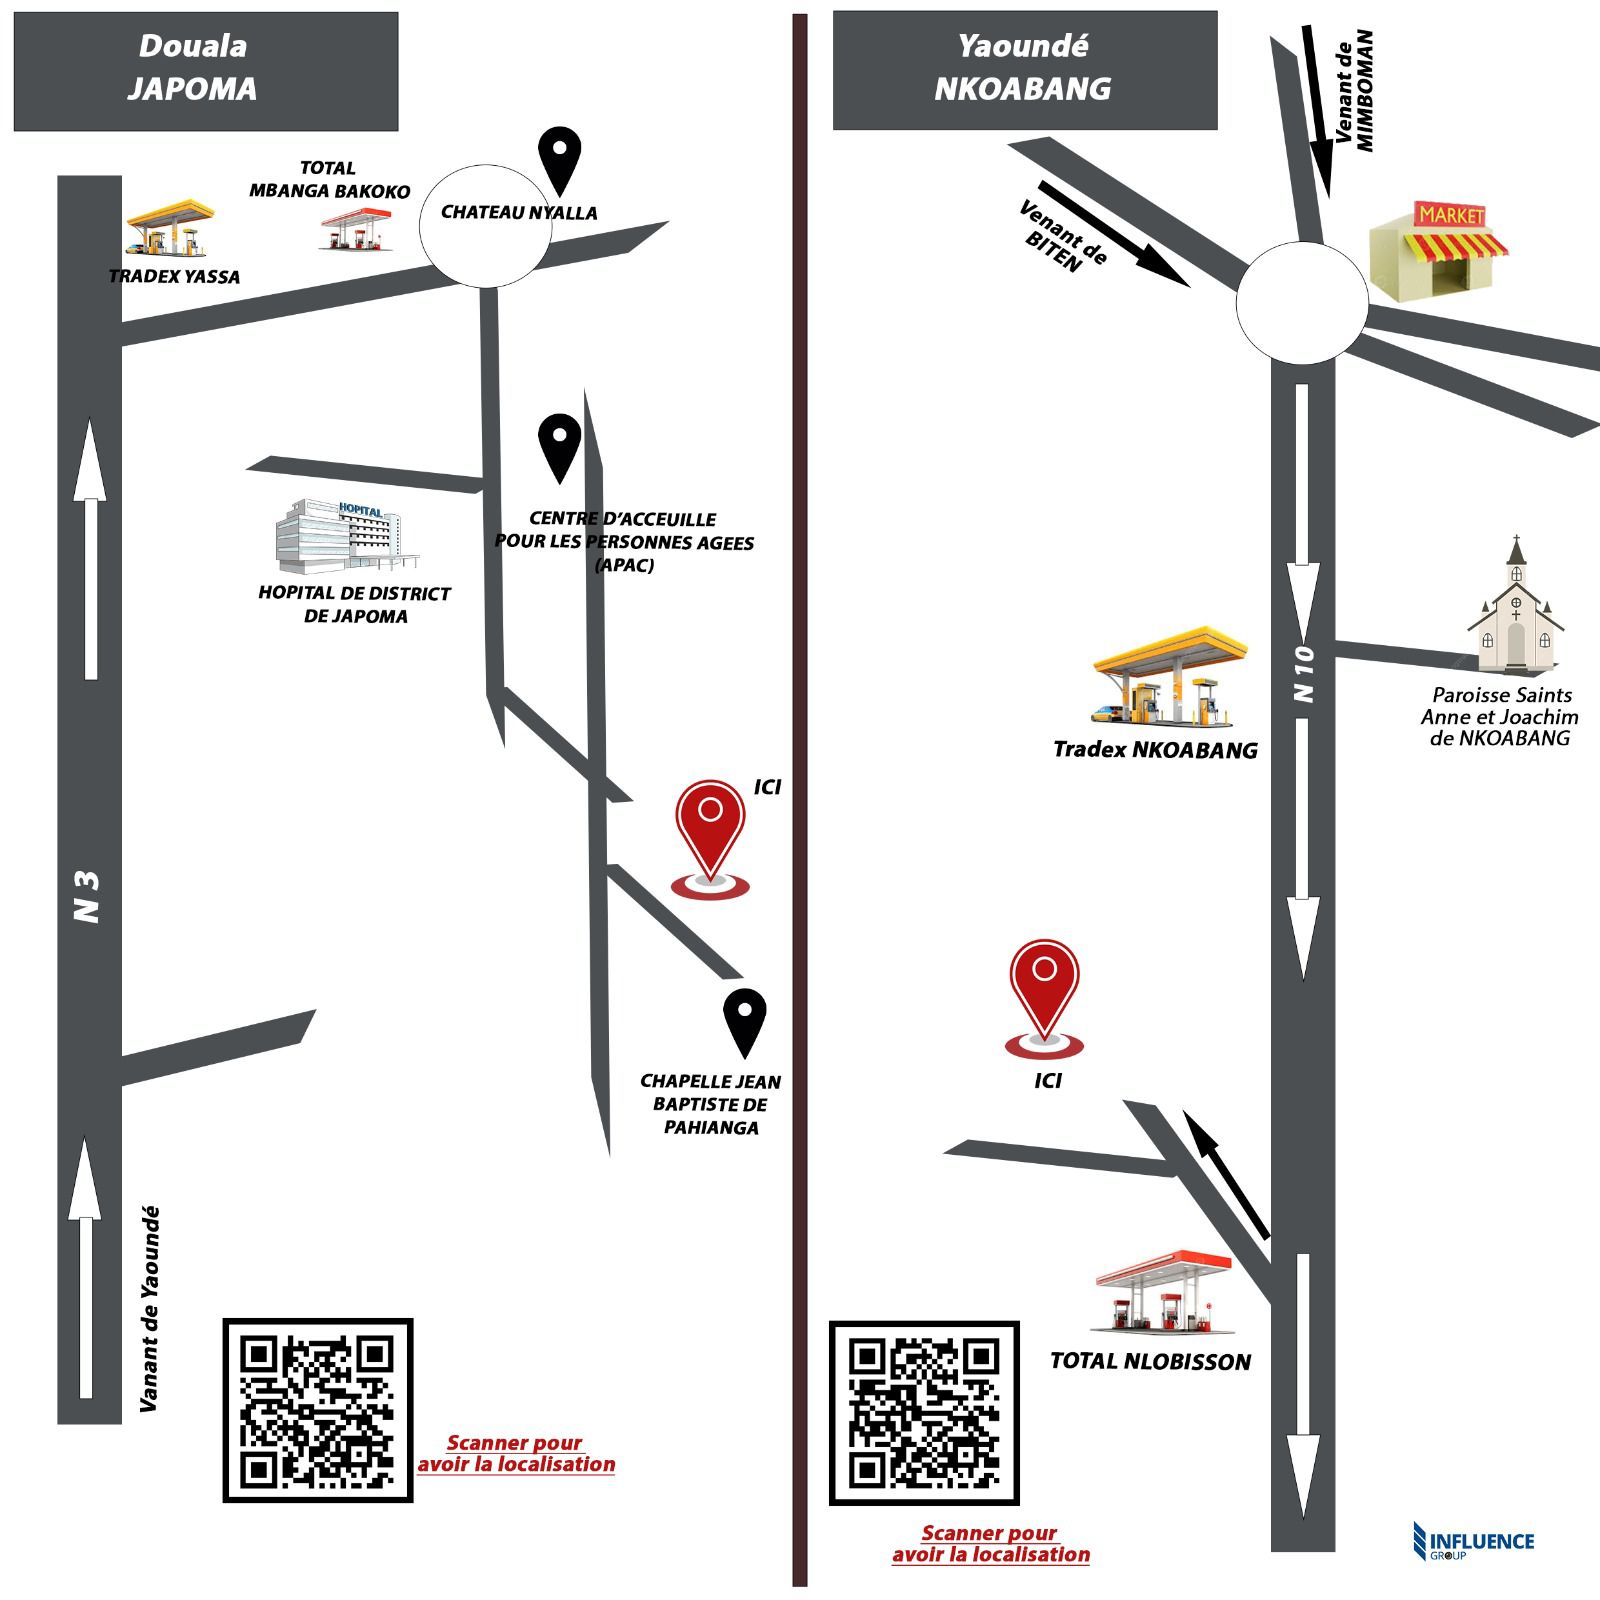 Douala
JAPOMA
TOTAL
MBANGA BAKOKO
CHATEAU NYALLA
TRADEX YASSA
HOPITAL
CENTRE D'ACCEUILLE
POUR LES PERSONNES AGEES
(APAC)
HOPITAL DE DISTRICT
DE JAPOMA
ICI
N 3
CHAPELLE JEAN
BAPTISTE DE
PAHIANGA
Vanant de Yaoundé
Scanner pour
avoir la localisation
Yaoundé
NKOABANG
Venant de
MIMBOMAN
Venant de
BITEN
MARKET
N 10
Paroisse Saints
Anne et Joachim
de NKOABANG
Tradex NKOABANG
ICI
TOTAL NLOBISSON
Scanner pour
avoir la localisation
INFLUENCE
GROUP